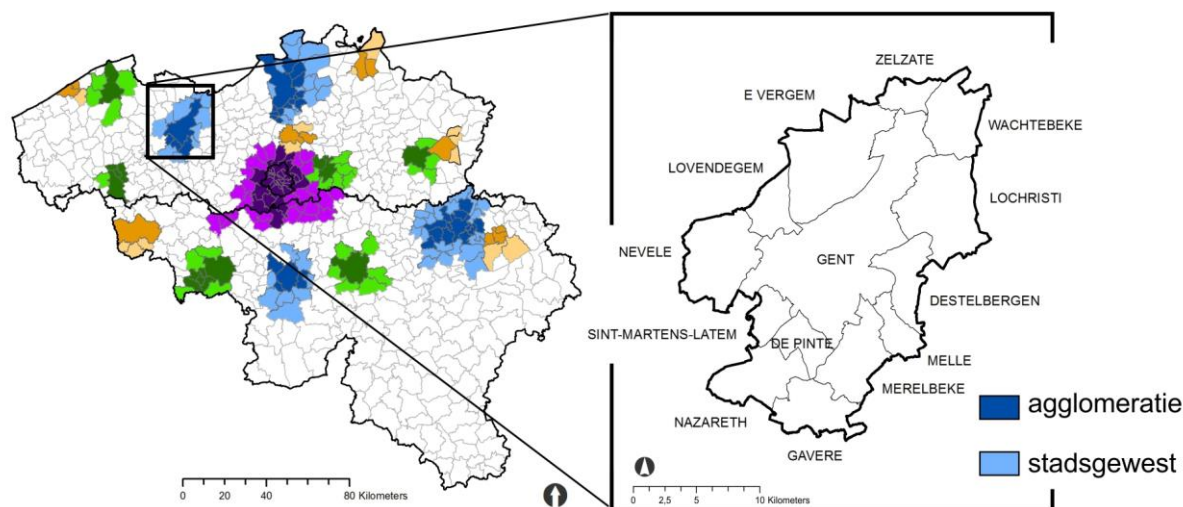 ZELZATE
E VERGEM
WACHTEBEKE
LOVENDEGEM
LOCHRISTI
NEVELE
GENT
DESTELBERGEN
SINT-MARTENS-LATEM
DE PINTE
MELLE
MERELBEKE
NAZARETH
GAVERE
agglomeratie
stadsgewest
0 20 40 80 Kilometers
0 2,5 5 10 Kilometers